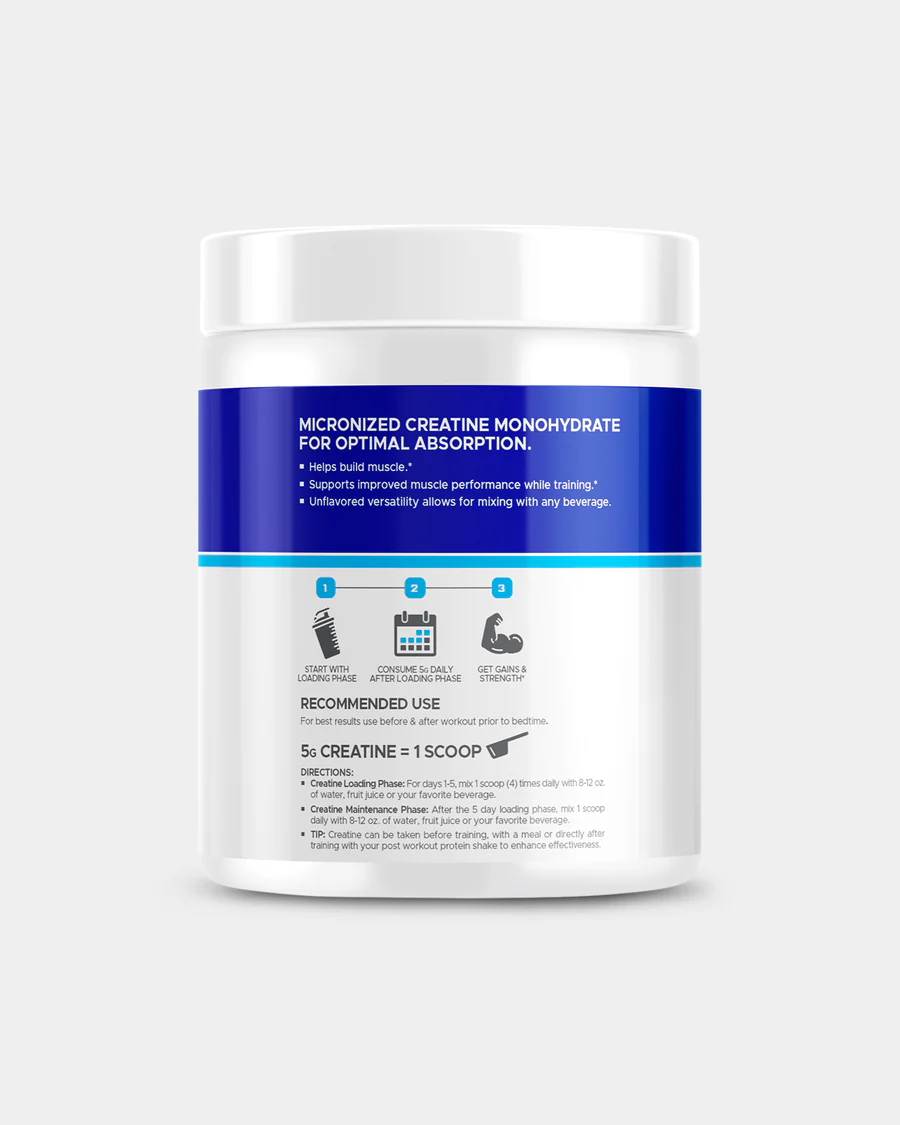 MICRONIZED CREATINE MONOHYDRATE
FOR OPTIMAL ABSORPTION.
▪ Helps build muscle.*
▪ Supports improved muscle performance while training.*
▪ Unflavored versatility allows for mixing with any beverage.
1 2 3
START WITH
LOADING PHASE
CONSUME 5G DAILY
AFTER LOADING PHASE
GET GAINS &
STRENGTH*
RECOMMENDED USE
For best results use before & after workout prior to bedtime.
5G CREATINE = 1 SCOOP
DIRECTIONS:
▪ Creatine Loading Phase: For days 1-5, mix 1 scoop (4) times daily with 8-12 oz.
of water, fruit juice or your favorite beverage.
▪ Creatine Maintenance Phase: After the 5 day loading phase, mix 1 scoop
daily with 8-12 oz. of water, fruit juice or your favorite beverage.
▪ TIP: Creatine can be taken before training, with a meal or directly after
training with your post workout protein shake to enhance effectiveness.